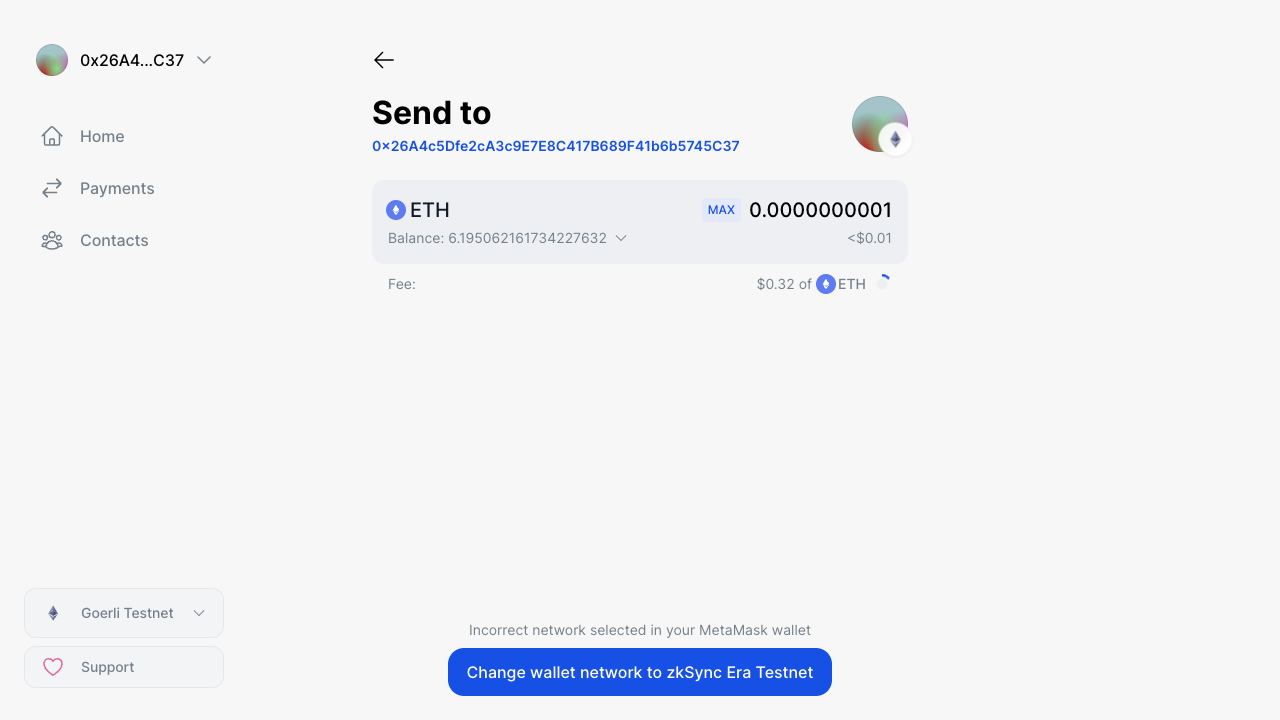 0x26A4...C37
Home
Payments
Contacts
Goerli Testnet
Support
Send to
0x26A4c5Dfe2cA3c9E7E8C417B689F41b6b5745C37
ETH
MAX 0.0000000001
Balance: 6.195062161734227632
<$0.01
Fee:
$0.32 of ETH
Incorrect network selected in your MetaMask wallet
Change wallet network to zkSync Era Testnet